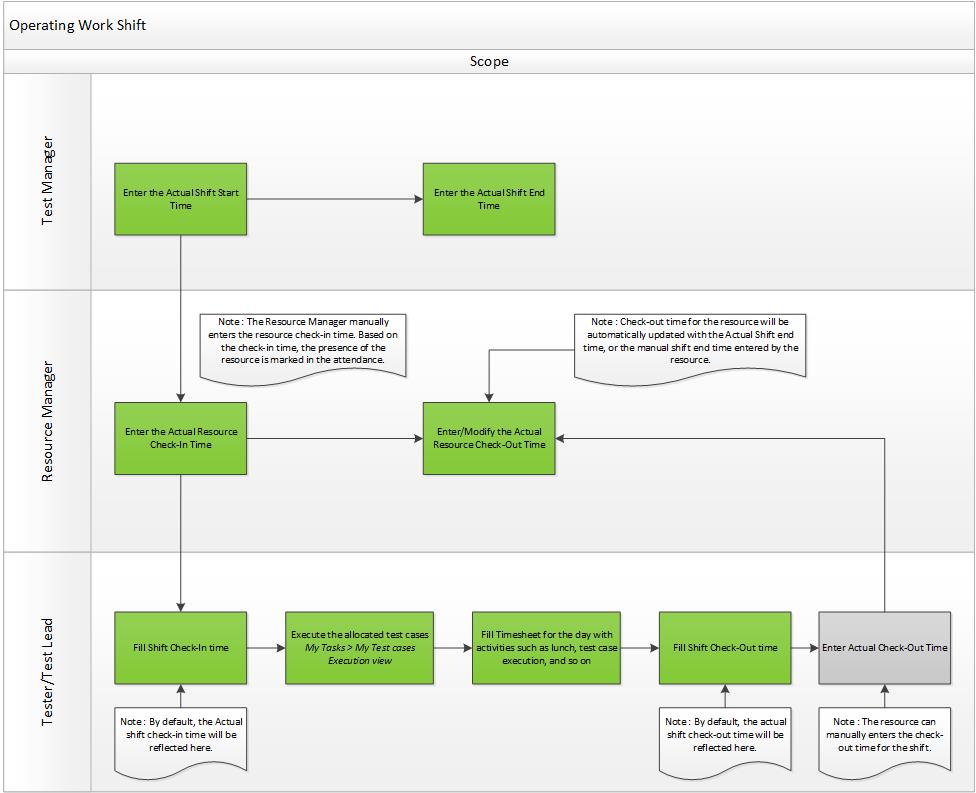 Operating Work Shift
Scope
Test Manager
Enter the Actual Shift Start
Time
Enter the Actual Shift End
Time
Resource Manager
Note : The Resource Manager manually
enters the resource check-in time. Based on
the check-in time, the presence of the
resource is marked in the attendance.
Note : Check-out time for the resource will be
automatically updated with the Actual Shift end
time, or the manual shift end time entered by the
resource.
Enter the Actual Resource
Check-In Time
Enter/Modify the Actual
Resource Check-Out Time
Tester/Test Lead
Fill Shift Check-In time
Execute the allocated test cases
My Tasks > My Test cases
Execution view
Fill Timesheet for the day with
activities such as lunch, test case
execution, and so on
Fill Shift Check-Out time
Enter Actual Check-Out Time
Note : By default, the Actual
shift check-in time will be
reflected here.
Note : By default, the actual
shift check-out time will be
reflected here.
Note : The resource can
manually enters the check-
out time for the shift.